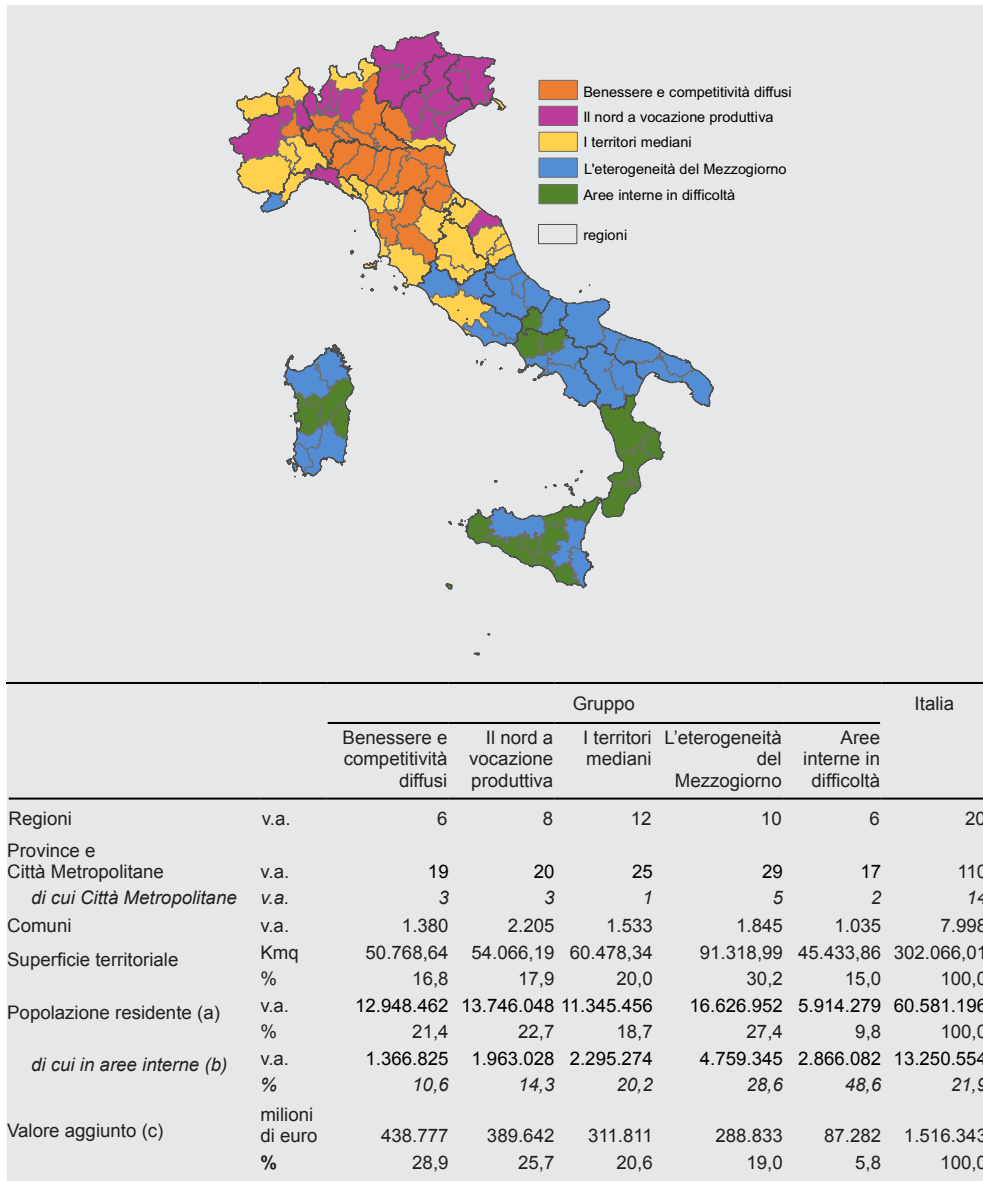 Benessere e competitività diffusi
Il nord a vocazione produttiva
I territori mediani
L'eterogeneità del Mezzogiorno
Aree interne in difficoltà
regioni
Gruppo Italia
Benessere e competitività diffusi Il nord a vocazione produttiva I territori mediani L'eterogeneità del Mezzogiorno Aree interne in difficoltà
Regioni v.a. 6 8 12 10 6 20
Province e
Città Metropolitane v.a. 19 20 25 29 17 110
di cui Città Metropolitane v.a. 3 3 1 5 2 14
Comuni v.a. 1.380 2.205 1.533 1.845 1.035 7.998
Superficie territoriale Kmq 50.768,64 54.066,19 60.478,34 91.318,99 45.433,86 302.066,01
% 16,8 17,9 20,0 30,2 15,0 100,0
Popolazione residente (a) v.a. 12.948.462 13.746.048 11.345.456 16.626.952 5.914.279 60.581.196
% 21,4 22,7 18,7 27,4 9,8 100,0
di cui in aree interne (b) v.a. 1.366.825 1.963.028 2.295.274 4.759.345 2.866.082 13.250.554
% 10,6 14,3 20,2 28,6 48,6 21,9
Valore aggiunto (c) milioni di euro 438.777 389.642 311.811 288.833 87.282 1.516.343
% 28,9 25,7 20,6 19,0 5,8 100,0